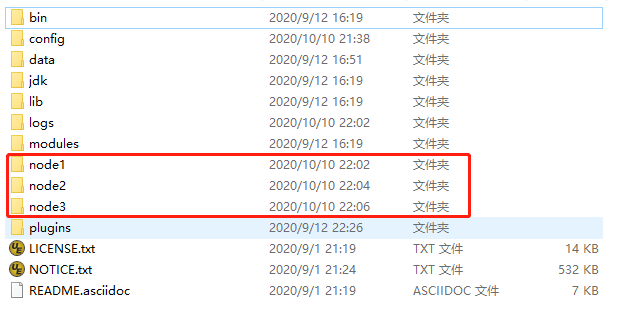 bin 2020/9/12 16:19 文件夹
config 2020/10/10 21:38 文件夹
data 2020/9/12 16:51 文件夹
jdk 2020/9/12 16:19 文件夹
lib 2020/9/12 16:19 文件夹
logs 2020/10/10 22:02 文件夹
modules 2020/9/12 16:19 文件夹
node1 2020/10/10 22:02 文件夹
node2 2020/10/10 22:04 文件夹
node3 2020/10/10 22:06 文件夹
plugins 2020/9/12 22:26 文件夹
LICENSE.txt 2020/9/1 21:19 TXT 文件 14 KB
NOTICE.txt 2020/9/1 21:24 TXT 文件 532 KB
README.asciidoc 2020/9/1 21:19 ASCIIDOC 文件 7 KB